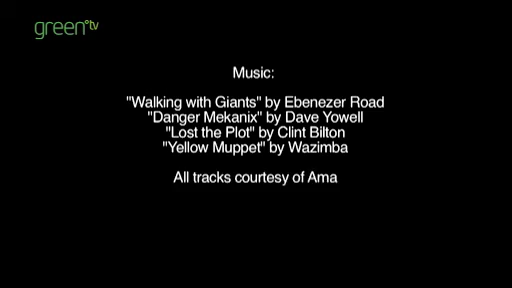 green°tv
Music:
"Walking with Giants" by Ebenezer Road
"Danger Mekanix" by Dave Yowell
"Lost the Plot" by Clint Bilton
"Yellow Muppet" by Wazimba
All tracks courtesy of Ama